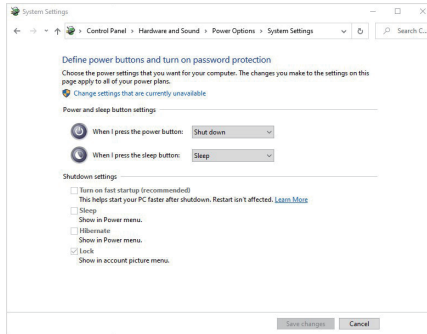 System Settings
Control Panel > Hardware and Sound > Power Options > System Settings
Search C...
Define power buttons and turn on password protection
Choose the power settings that you want for your computer. The changes you make to the settings on this
page apply to all of your power plans.
Change settings that are currently unavailable
Power and sleep button settings
When I press the power button: Shut down
When I press the sleep button: Sleep
Shutdown settings
Turn on fast startup (recommended)
This helps start your PC faster after shutdown. Restart isn't affected. Learn More
Sleep
Show in Power menu.
Hibernate
Show in Power menu.
Lock
Show in account picture menu.
Save changes Cancel